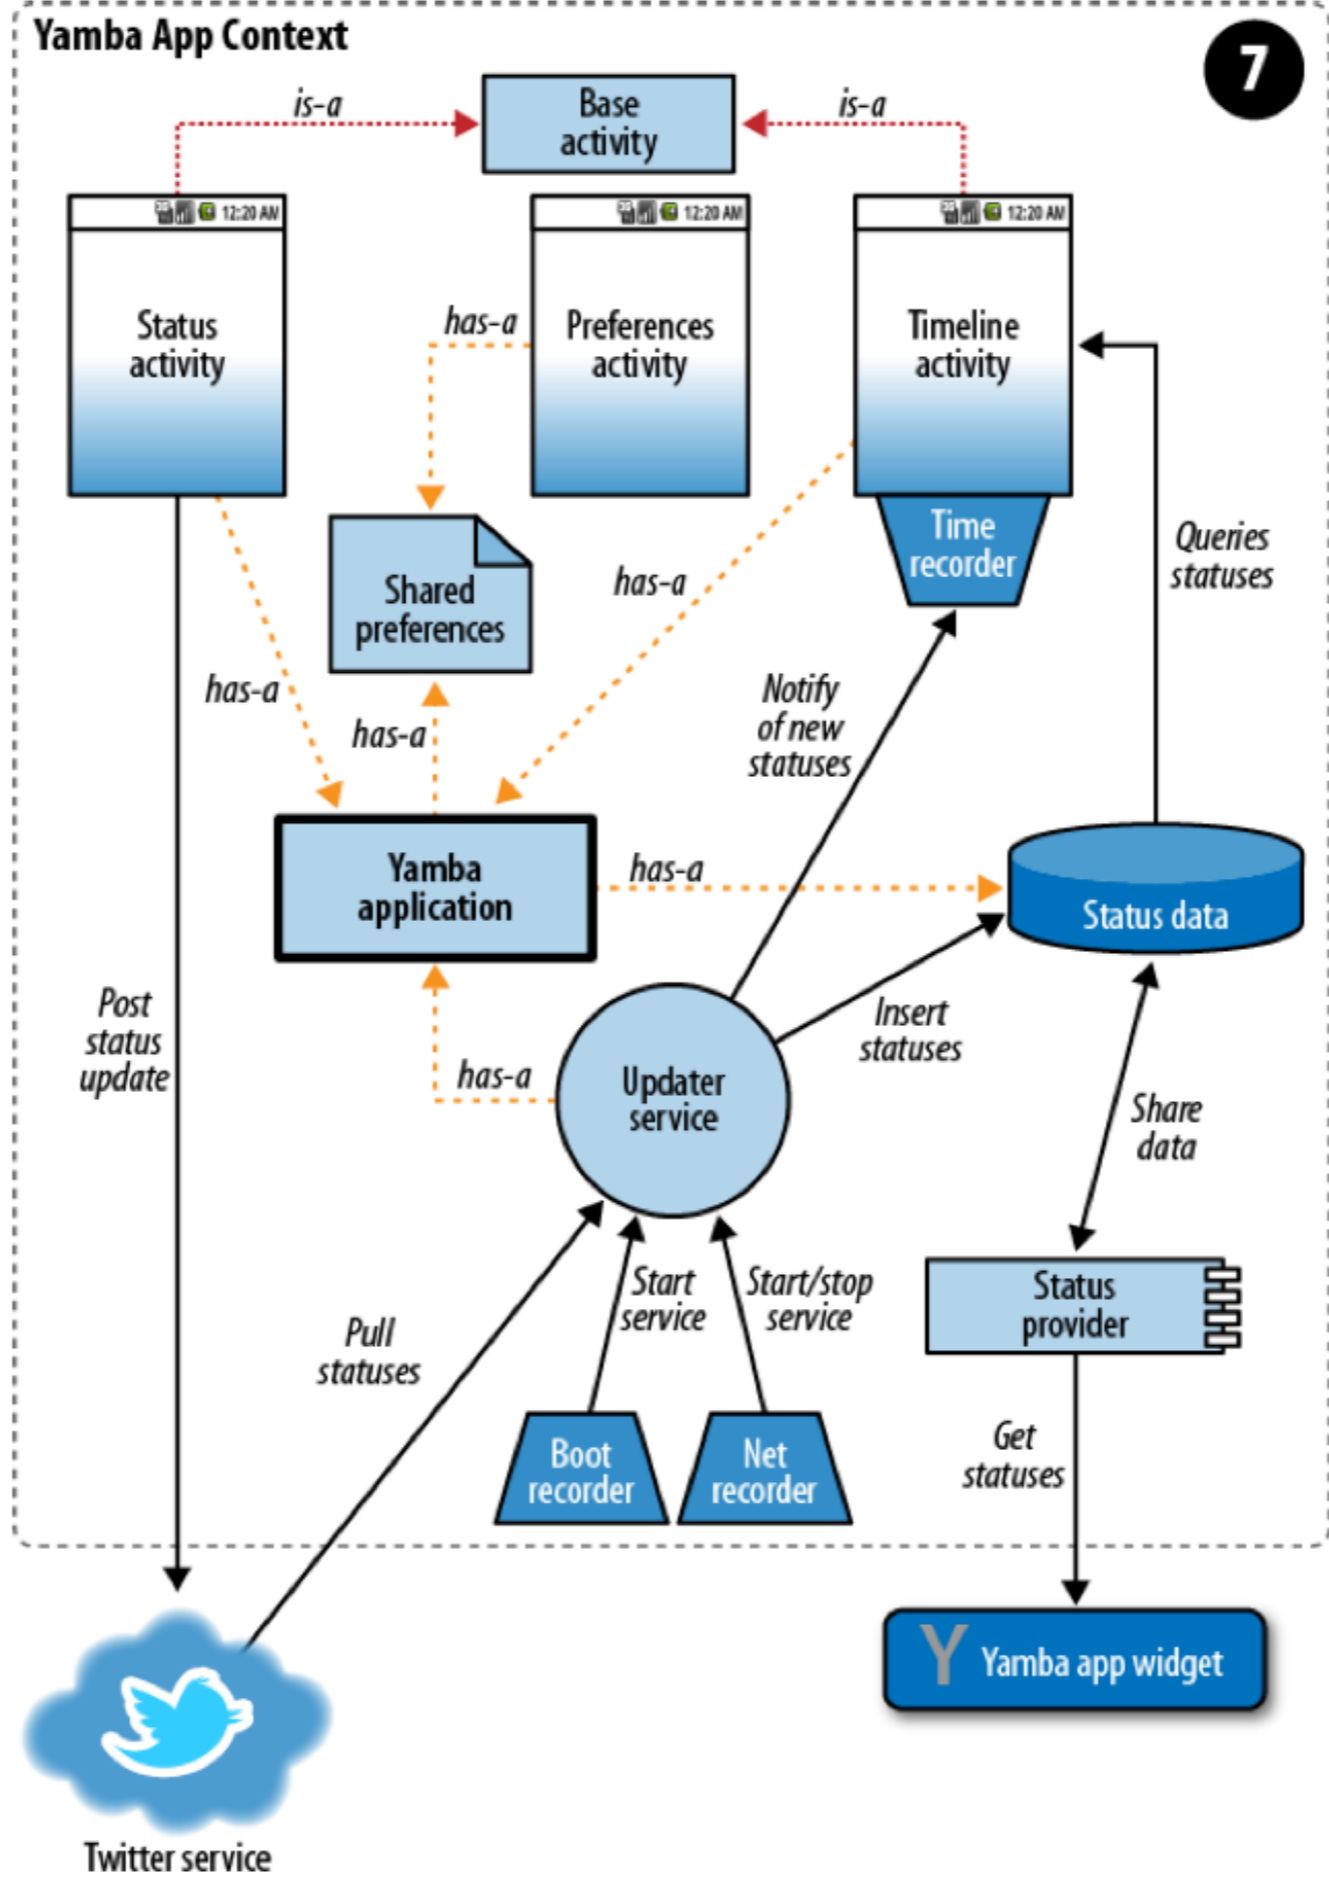 Yamba App Context
7
is-a
Base
activity
is-a
12:20 AM
12:20 AM
12:20 AM
Status
activity
has-a
Preferences
activity
Timeline
activity
Time
recorder
Queries
statuses
Shared
preferences
has-a
has-a
has-a
Notify
of new
statuses
Yamba
application
has-a
Status data
Post
status
update
has-a
Updater
service
Insert
statuses
Share
data
Start
service
Start/stop
service
Status
provider
Pull
statuses
Boot
recorder
Net
recorder
Get
statuses
Y Yamba app widget
Twitter service